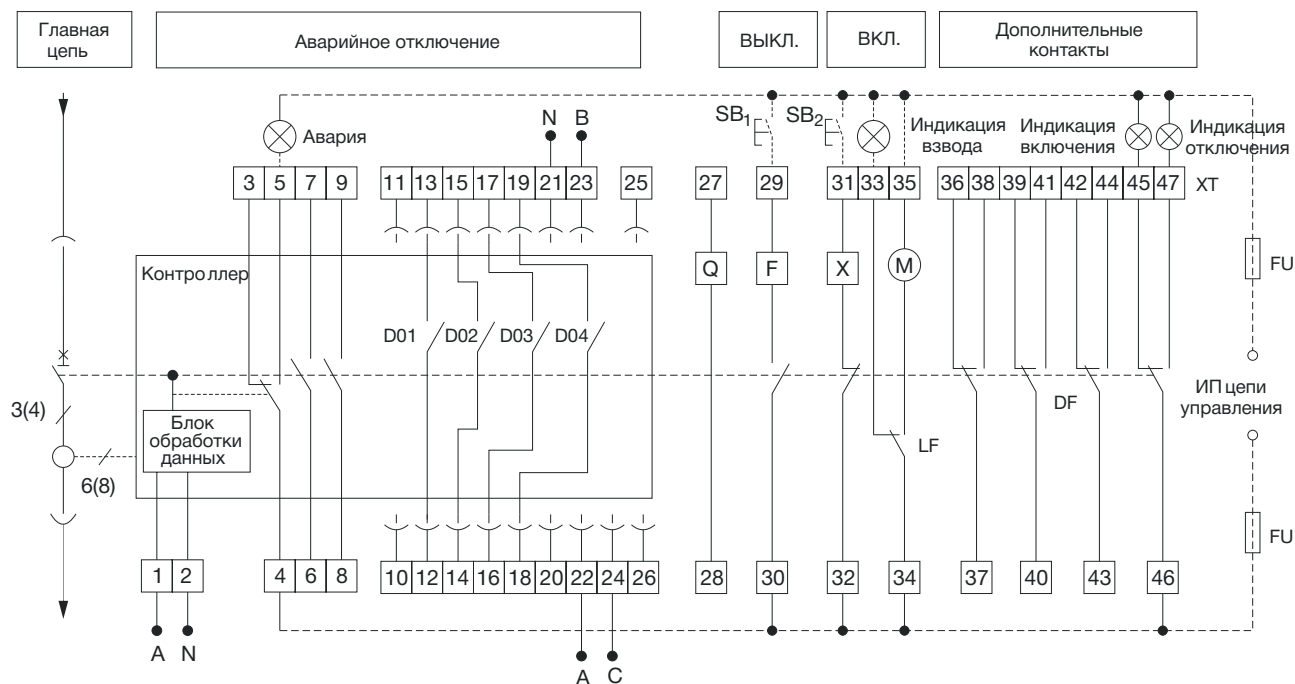 Главная
цепь
Аварийное отключение
ВЫКЛ.
ВКЛ.
Дополнительные
контакты
Авария
N B
SB1
SB2
Индикация
взвода
Индикация
включения
Индикация
отключения
3 5 7 9
11 13 15 17 19 21 23
25
27
29
31 33 35
36 38 39 41 42 44 45 47
XT
Контроллер
Q
F
X
M
FU
D01 D02 D03 D04
3(4)
Блок
обработки
данных
6(8)
DF
LF
ИП цепи
управления
FU
1 2
4 6 8
10 12 14 16 18 20 22 24 26
28
30
32
34
37
40
43
46
A N
A C